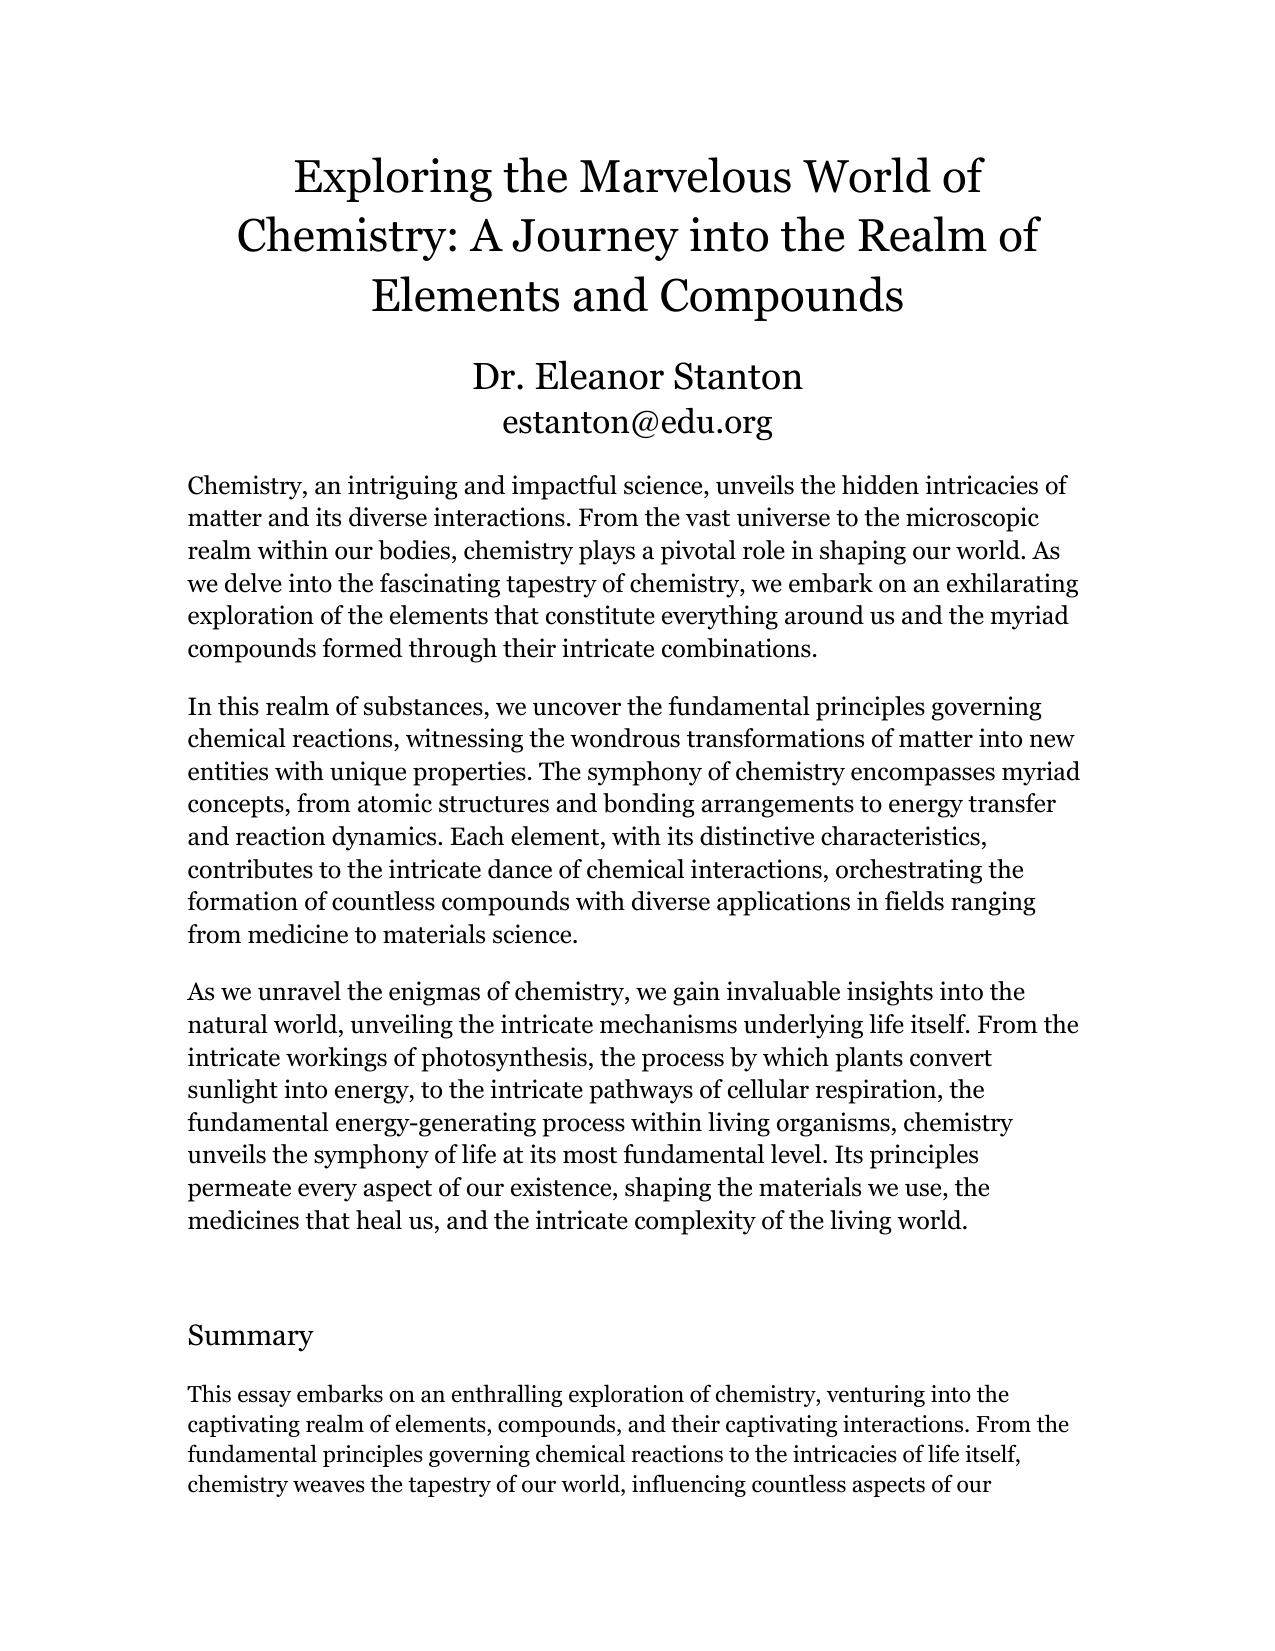 Exploring the Marvelous World of
Chemistry: A Journey into the Realm of
Elements and Compounds
Dr. Eleanor Stanton
estanton@edu.org
Chemistry, an intriguing and impactful science, unveils the hidden intricacies of
matter and its diverse interactions. From the vast universe to the microscopic
realm within our bodies, chemistry plays a pivotal role in shaping our world. As
we delve into the fascinating tapestry of chemistry, we embark on an exhilarating
exploration of the elements that constitute everything around us and the myriad
compounds formed through their intricate combinations.
In this realm of substances, we uncover the fundamental principles governing
chemical reactions, witnessing the wondrous transformations of matter into new
entities with unique properties. The symphony of chemistry encompasses myriad
concepts, from atomic structures and bonding arrangements to energy transfer
and reaction dynamics. Each element, with its distinctive characteristics,
contributes to the intricate dance of chemical interactions, orchestrating the
formation of countless compounds with diverse applications in fields ranging
from medicine to materials science.
As we unravel the enigmas of chemistry, we gain invaluable insights into the
natural world, unveiling the intricate mechanisms underlying life itself. From the
intricate workings of photosynthesis, the process by which plants convert
sunlight into energy, to the intricate pathways of cellular respiration, the
fundamental energy-generating process within living organisms, chemistry
unveils the symphony of life at its most fundamental level. Its principles
permeate every aspect of our existence, shaping the materials we use, the
medicines that heal us, and the intricate complexity of the living world.
Summary
This essay embarks on an enthralling exploration of chemistry, venturing into the
captivating realm of elements, compounds, and their captivating interactions. From the
fundamental principles governing chemical reactions to the intricacies of life itself,
chemistry weaves the tapestry of our world, influencing countless aspects of our